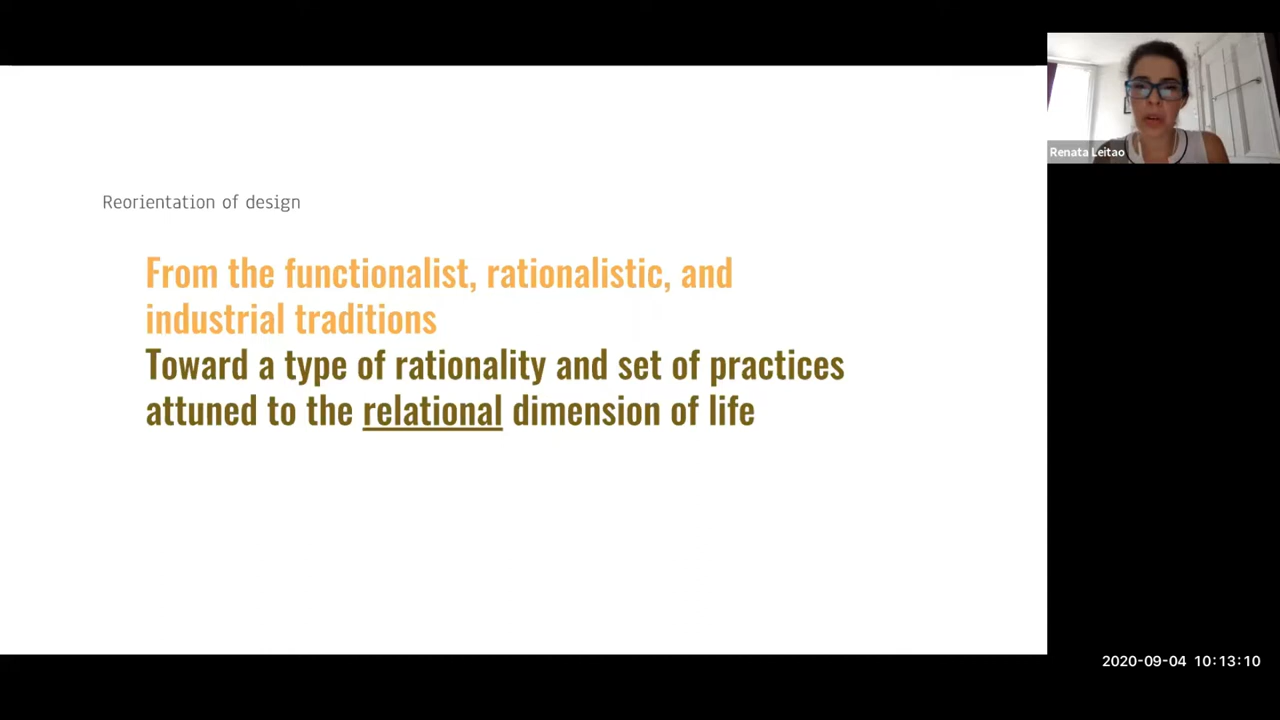 Renata Leitao
Reorientation of design
From the functionalist, rationalistic, and
industrial traditions
Toward a type of rationality and set of practices
attuned to the relational dimension of life
2020-09-04 10:13:10